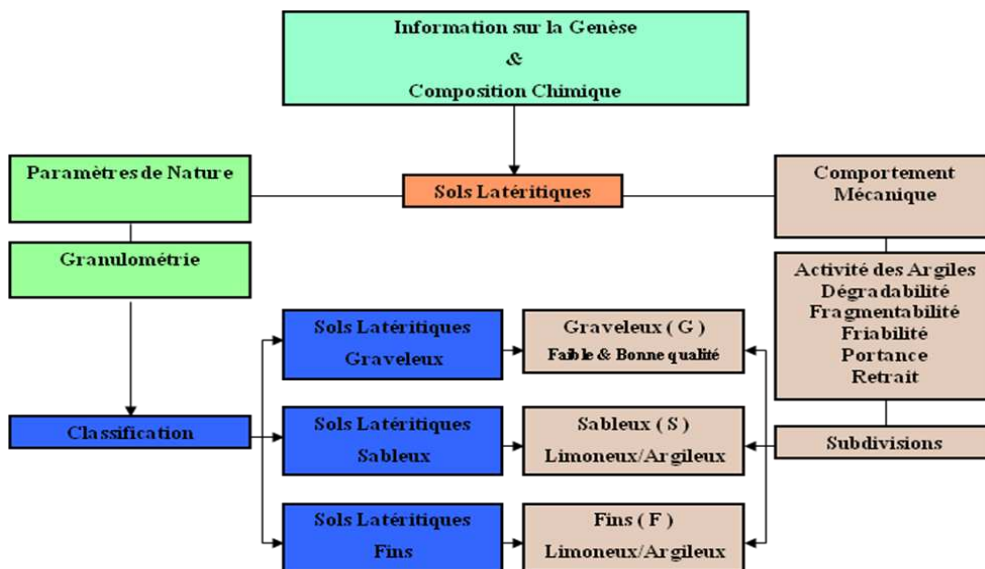 Information sur la Genèse
&
Composition Chimique
Paramètres de Nature
Sols Latéritiques
Comportement
Mécanique
Granulométrie
Activité des Argiles
Dégradabilité
Fragmentabilité
Friabilité
Portance
Retrait
Sols Latéritiques
Graveleux
Graveleux ( G )
Faible & Bonne qualité
Classification
Sols Latéritiques
Sableux
Sableux ( S )
Limoneux/Argileux
Subdivisions
Sols Latéritiques
Fins
Fins ( F )
Limoneux/Argileux